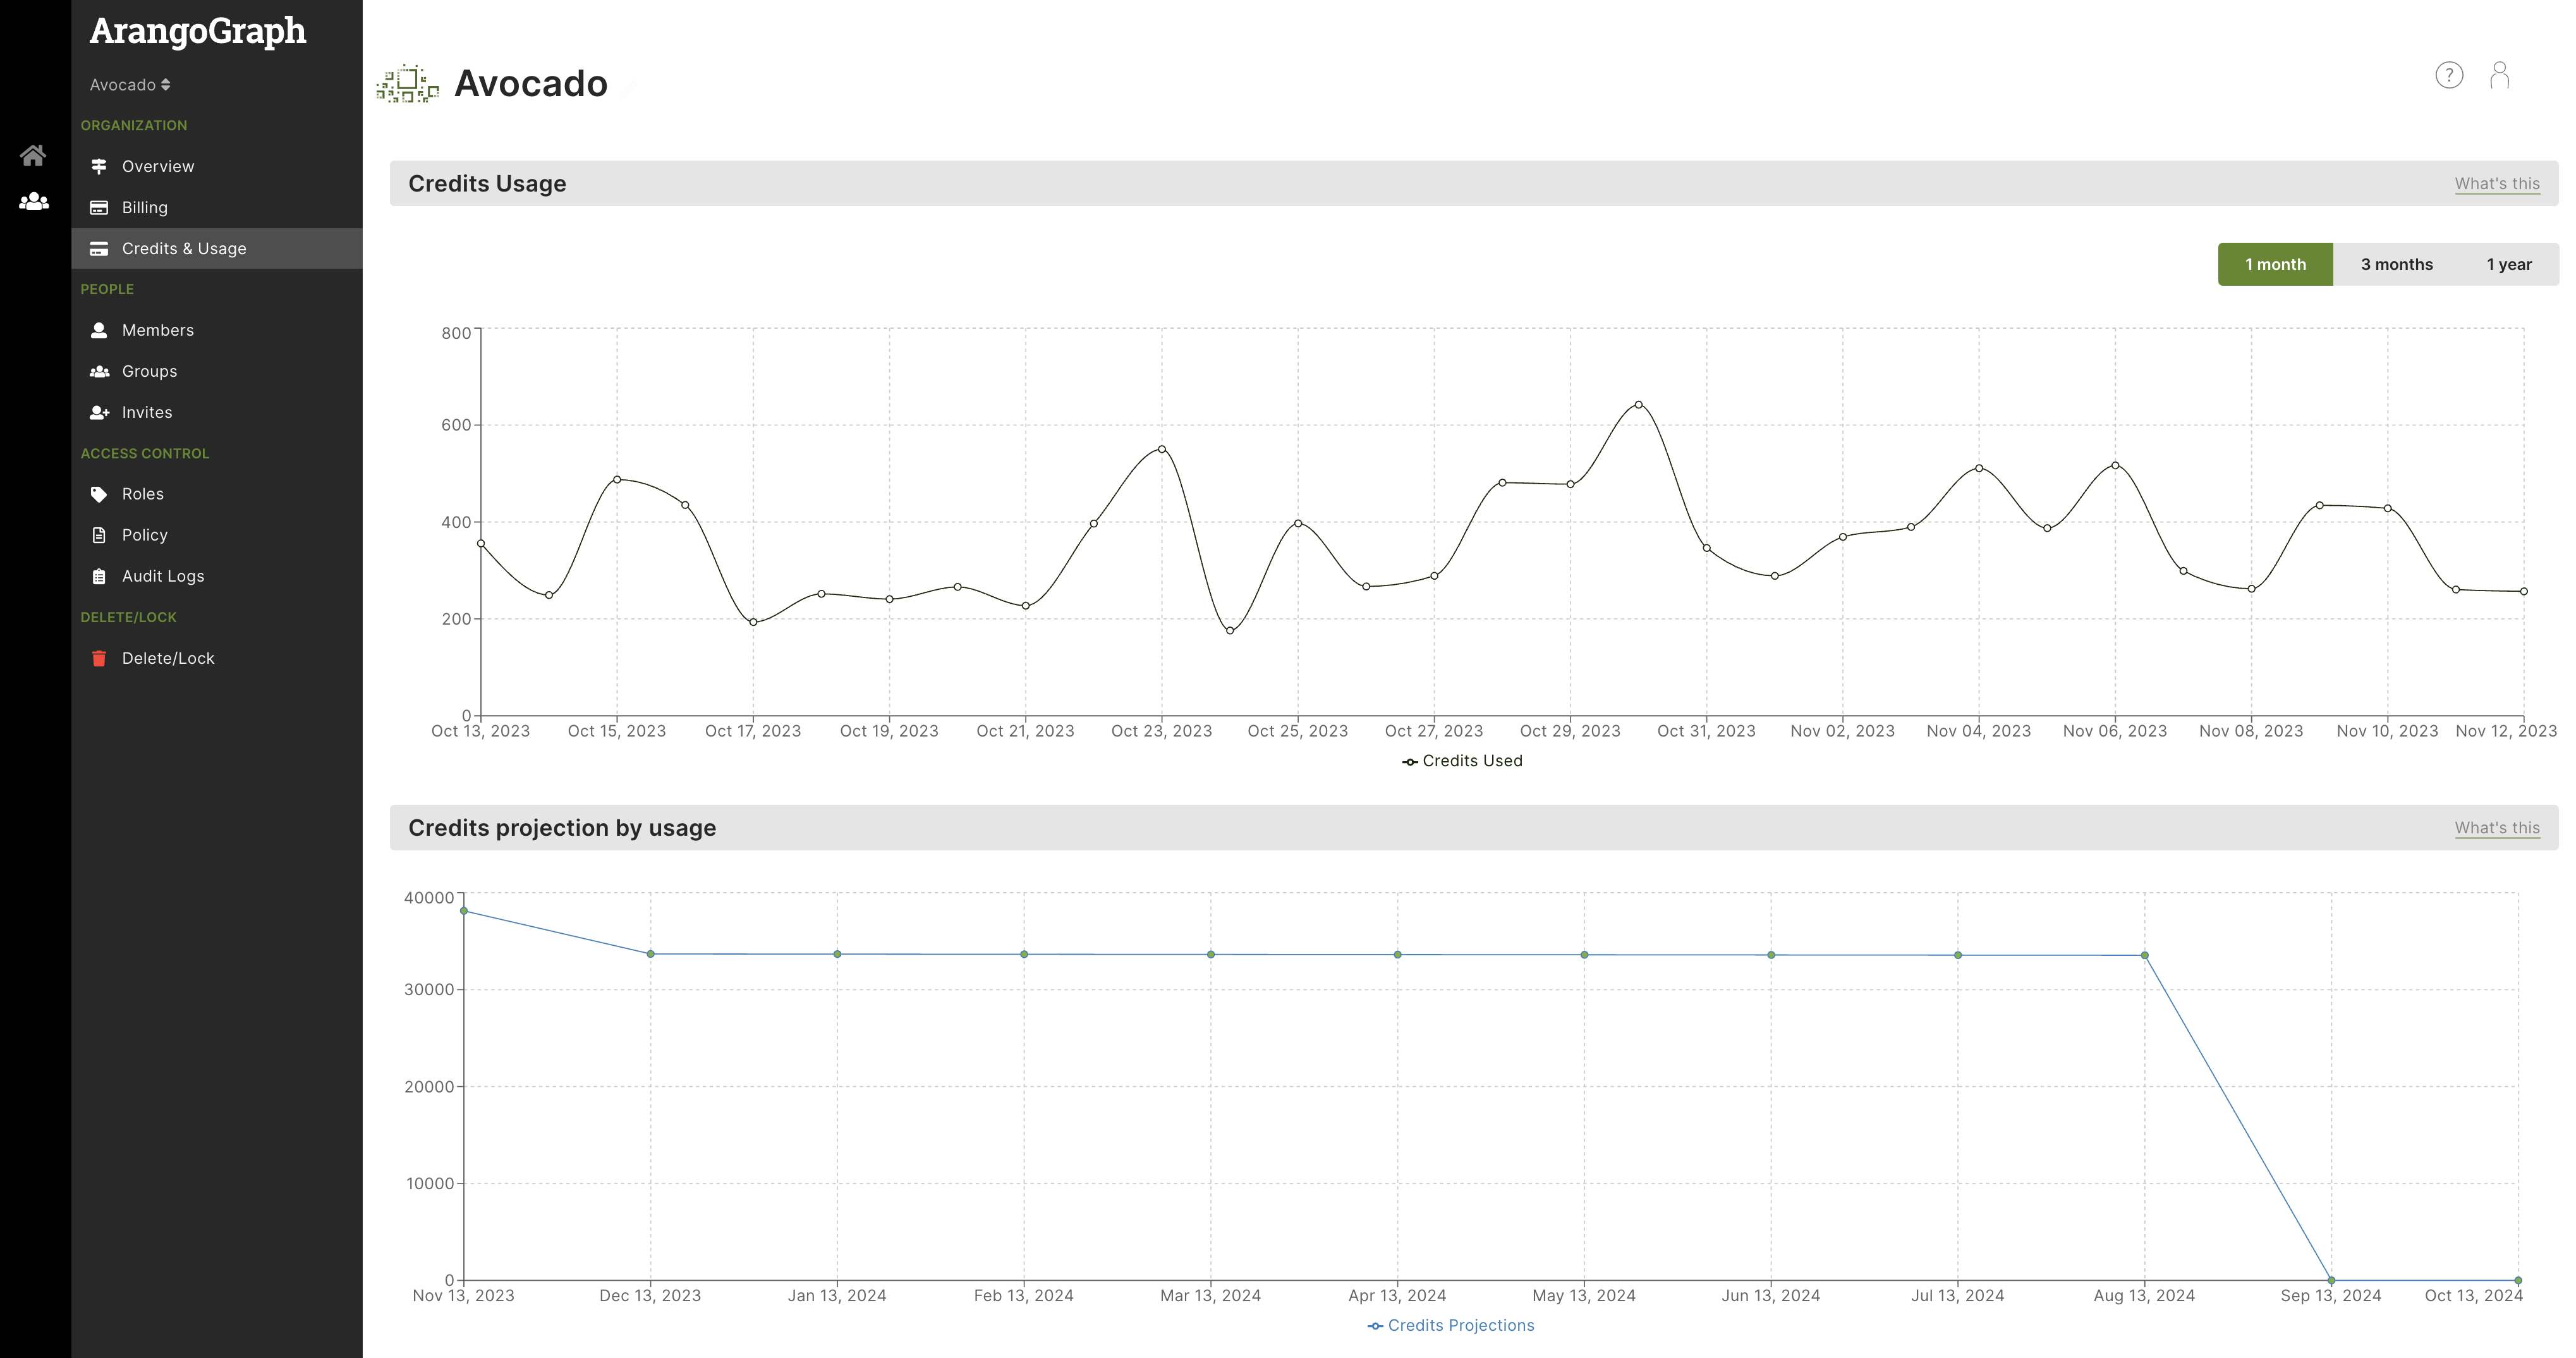 ArangoGraph
Avocado
ORGANIZATION
Overview
Billing
Credits & Usage
PEOPLE
Members
Groups
Invites
ACCESS CONTROL
Roles
Policy
Audit Logs
DELETE/LOCK
Delete/Lock
Avocado
?
Credits Usage
What's this
1 month 3 months 1 year
800
600
400
200
0
Oct 13, 2023 Oct 15, 2023 Oct 17, 2023 Oct 19, 2023 Oct 21, 2023 Oct 23, 2023 Oct 25, 2023 Oct 27, 2023 Oct 29, 2023 Oct 31, 2023 Nov 02, 2023 Nov 04, 2023 Nov 06, 2023 Nov 08, 2023 Nov 10, 2023 Nov 12, 2023
Credits Used
Credits projection by usage
What's this
40000
30000
20000
10000
0
Nov 13, 2023 Dec 13, 2023 Jan 13, 2024 Feb 13, 2024 Mar 13, 2024 Apr 13, 2024 May 13, 2024 Jun 13, 2024 Jul 13, 2024 Aug 13, 2024 Sep 13, 2024 Oct 13, 2024
Credits Projections